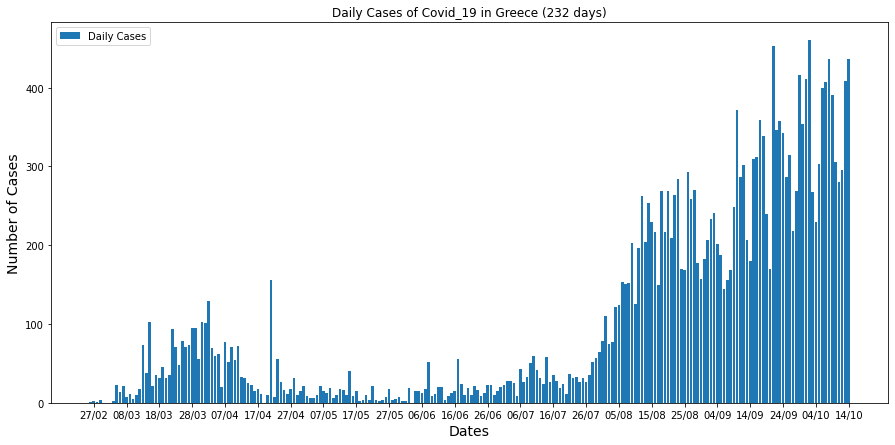 Daily Cases of Covid_19 in Greece (232 days)
Daily Cases
Number of Cases
400
300
200
100
0
27/02 08/03 18/03 28/03 07/04 17/04 27/04 07/05 17/05 27/05 06/06 16/06 26/06 06/07 16/07 26/07 05/08 15/08 25/08 04/09 14/09 24/09 04/10 14/10
Dates